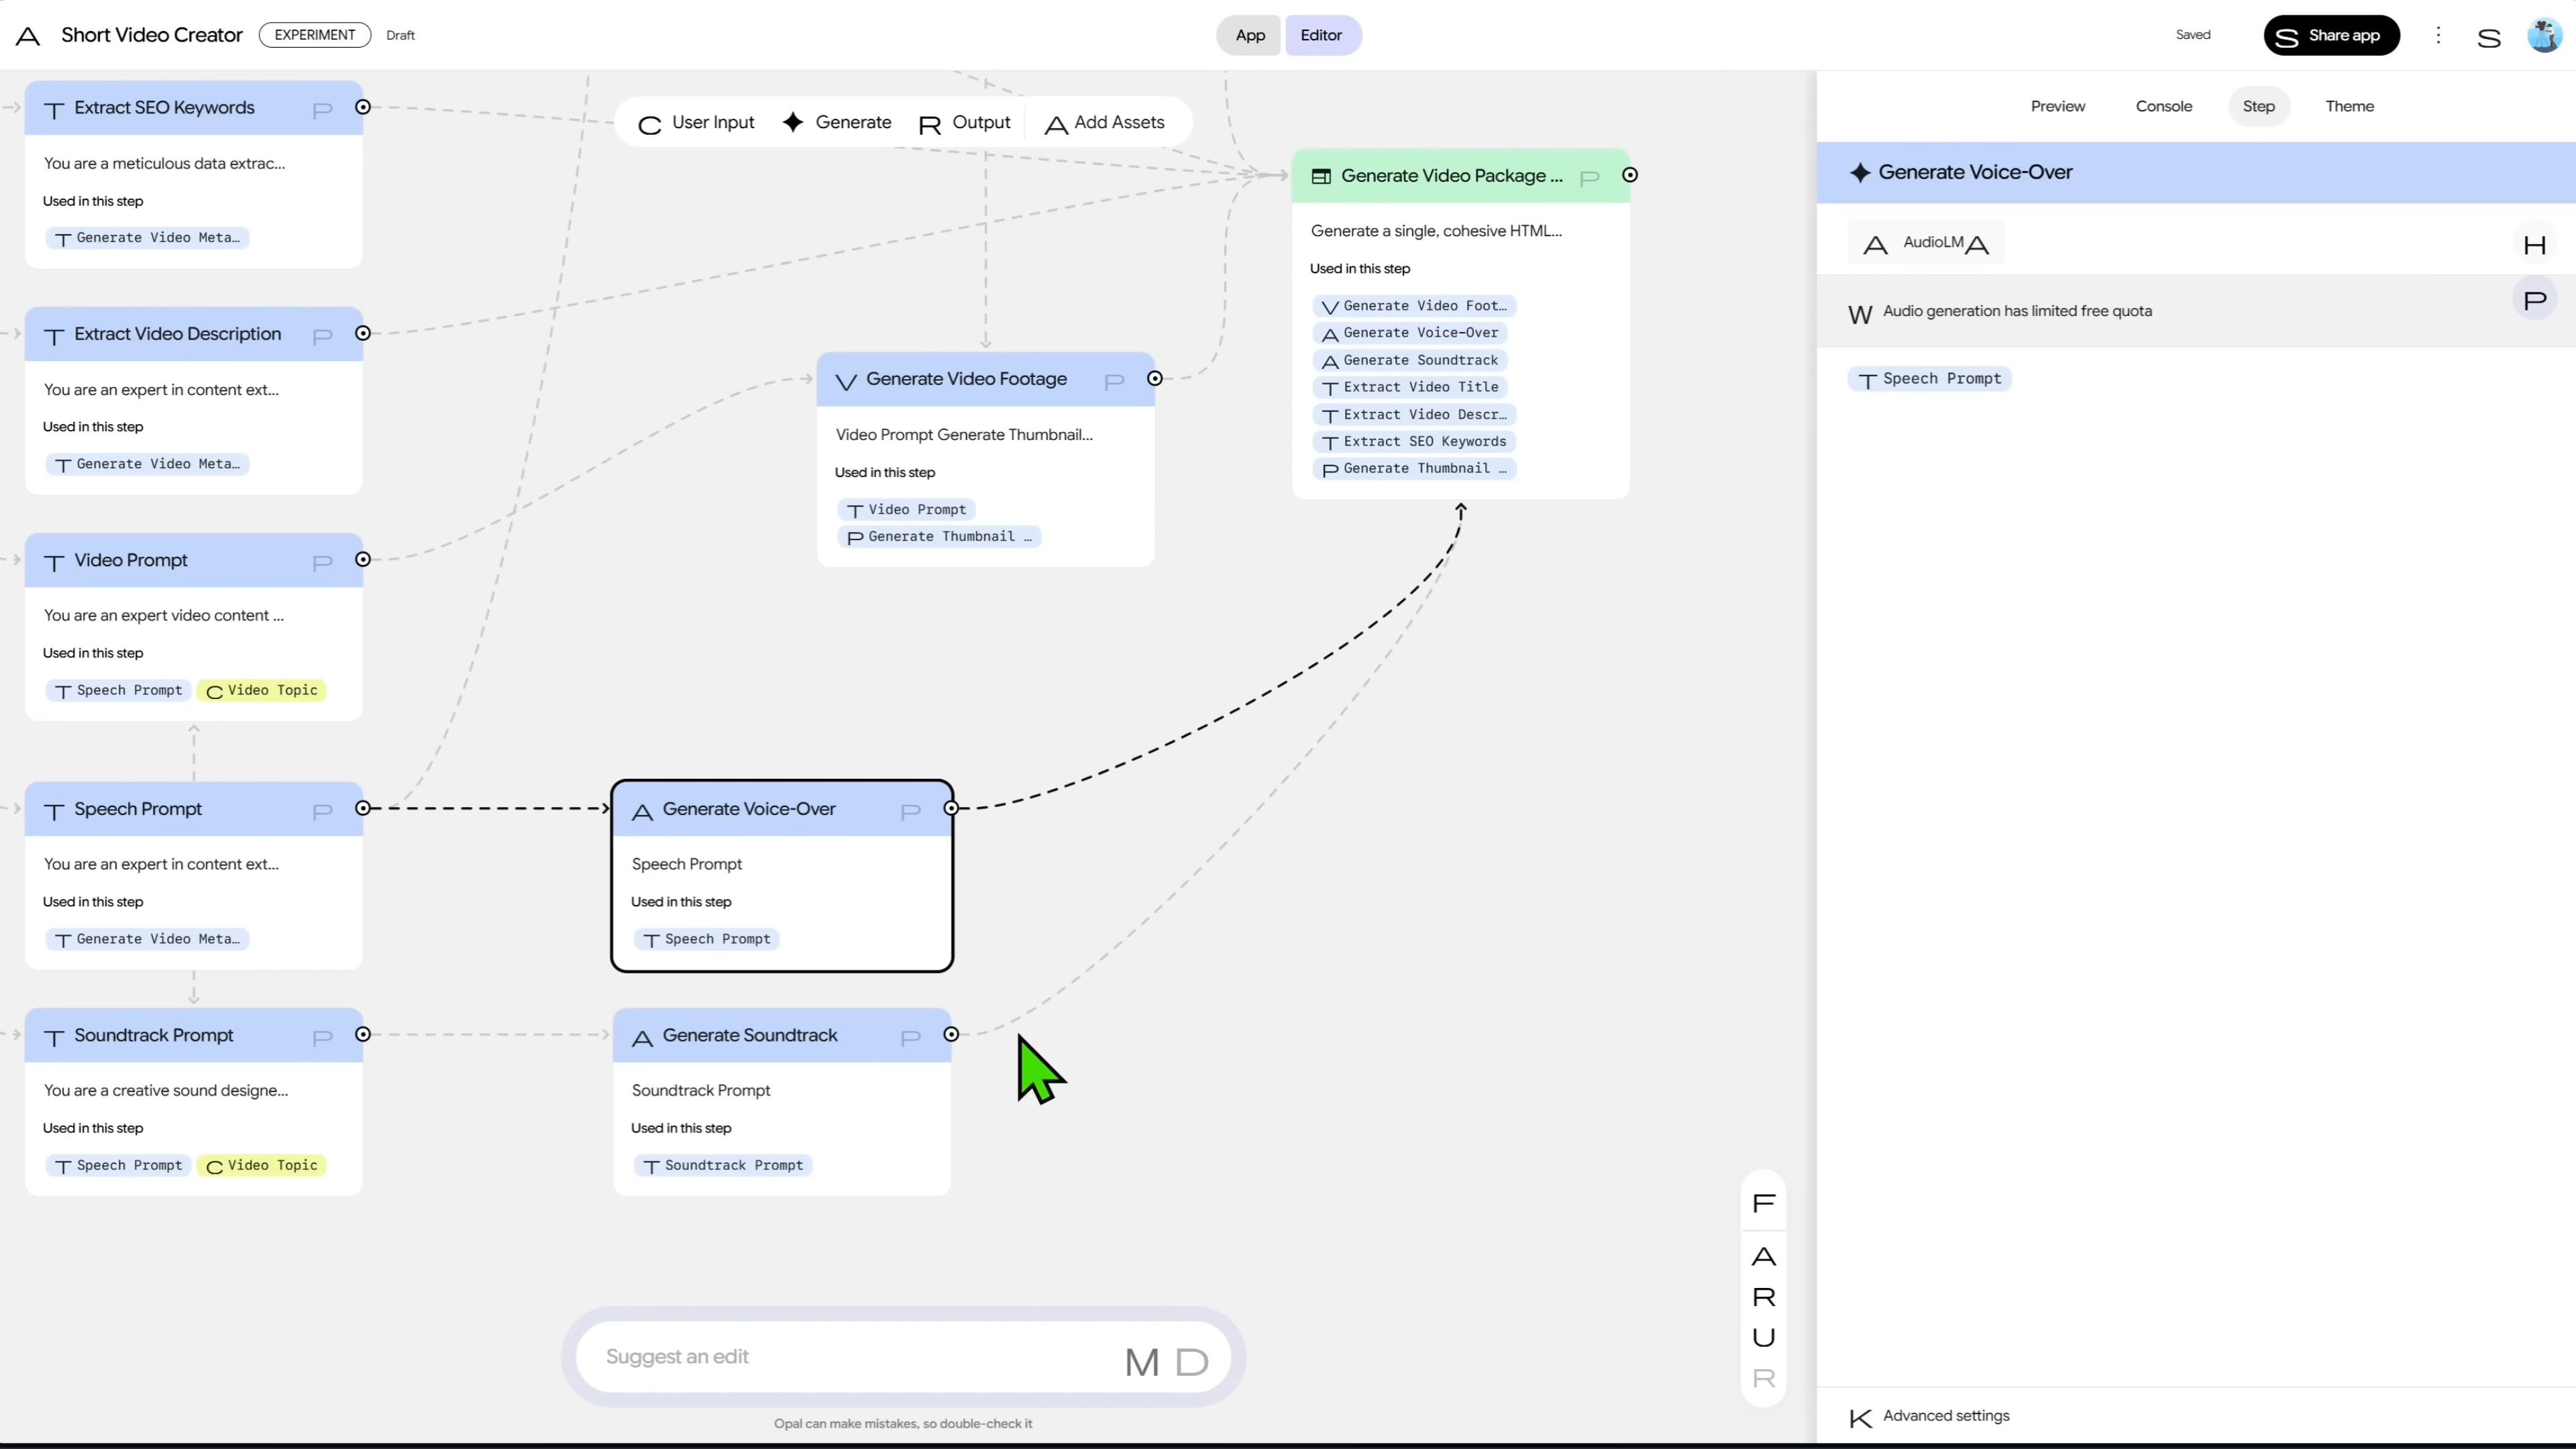 A Short Video Creator EXPERIMENT Draft App Editor Saved S Share app S
Extract SEO Keywords
T P
You are a meticulous data extrac...
Used in this step
T Generate Video Meta...
T Extract Video Description P
You are an expert in content ext...
Used in this step
T Generate Video Meta...
T Video Prompt P
You are an expert video content ...
Used in this step
T Speech Prompt C Video Topic
T Speech Prompt P
You are an expert in content ext...
Used in this step
T Generate Video Meta...
T Soundtrack Prompt P
You are a creative sound designe...
Used in this step
T Speech Prompt C Video Topic
C User Input Generate R Output A Add Assets
V Generate Video Footage P
Video Prompt Generate Thumbnail...
Used in this step
T Video Prompt
P Generate Thumbnail ...
A Generate Voice-Over P
Speech Prompt
Used in this step
T Speech Prompt
A Generate Soundtrack P
Soundtrack Prompt
Used in this step
T Soundtrack Prompt
Generate Video Package ... P
Generate a single, cohesive HTML...
Used in this step
V Generate Video Foot...
A Generate Voice-Over
A Generate Soundtrack
T Extract Video Title
T Extract Video Descr...
T Extract SEO Keywords
P Generate Thumbnail ...
F
A
R
U
R
Suggest an edit M D
Opal can make mistakes, so double-check it
Preview Console Step Theme
Generate Voice-Over
A AudioLM A H
W Audio generation has limited free quota P
T Speech Prompt
K Advanced settings